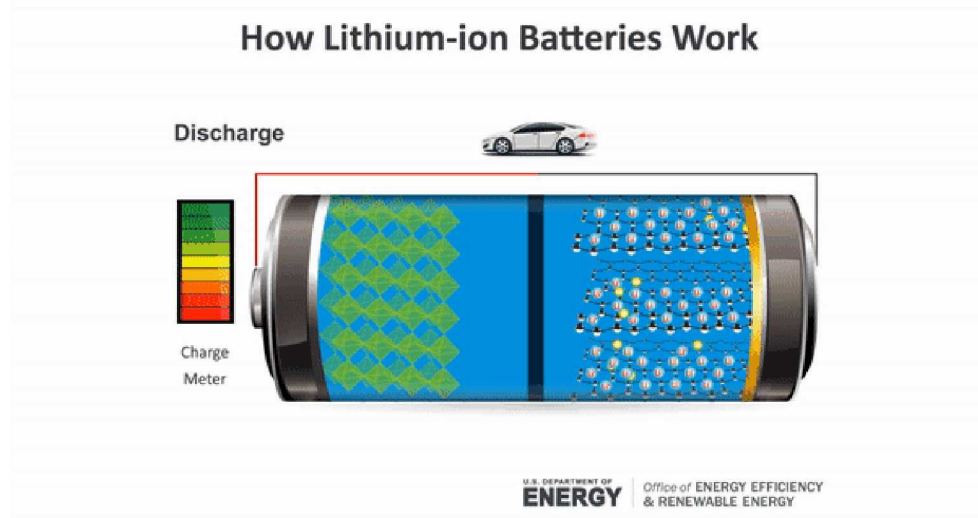 How Lithium-ion Batteries Work
Discharge
Charge
Meter
U.S. DEPARTMENT OF
ENERGY
Office of ENERGY EFFICIENCY
& RENEWABLE ENERGY